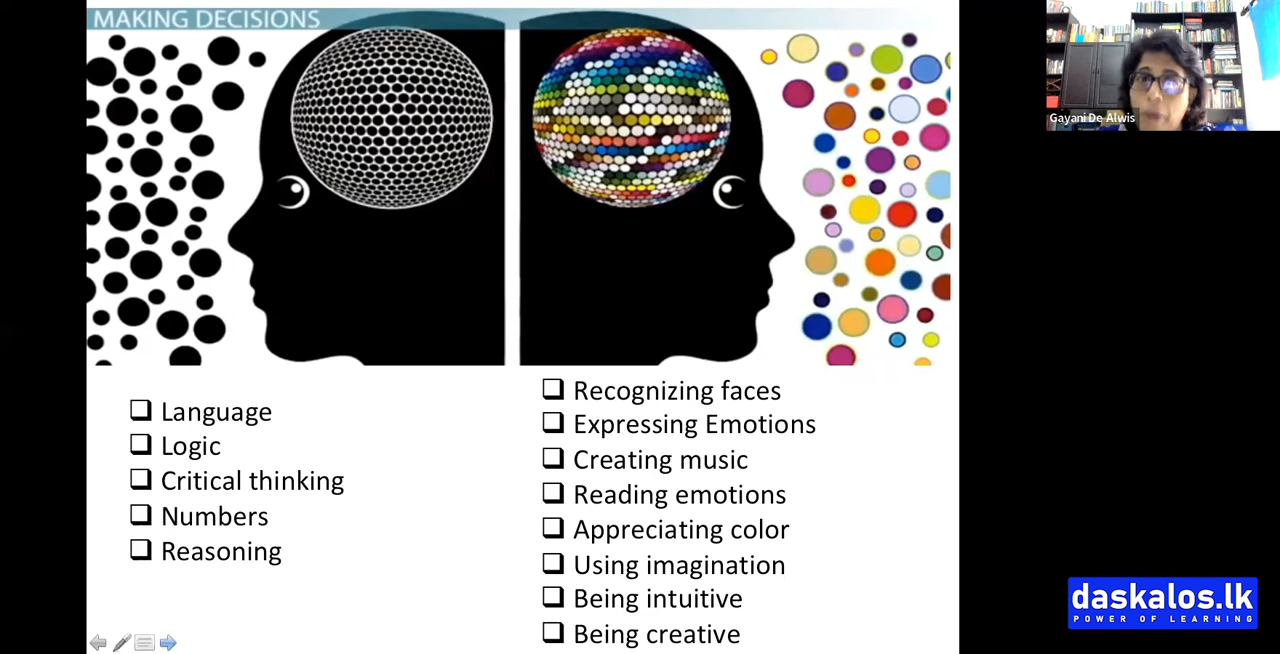 MAKING DECISIONS
Gayani De Alwis
Language
Logic
Critical thinking
Numbers
Reasoning
Recognizing faces
Expressing Emotions
Creating music
Reading emotions
Appreciating color
Using imagination
Being intuitive
Being creative
daskalos.lk
POWER OF LEARNING